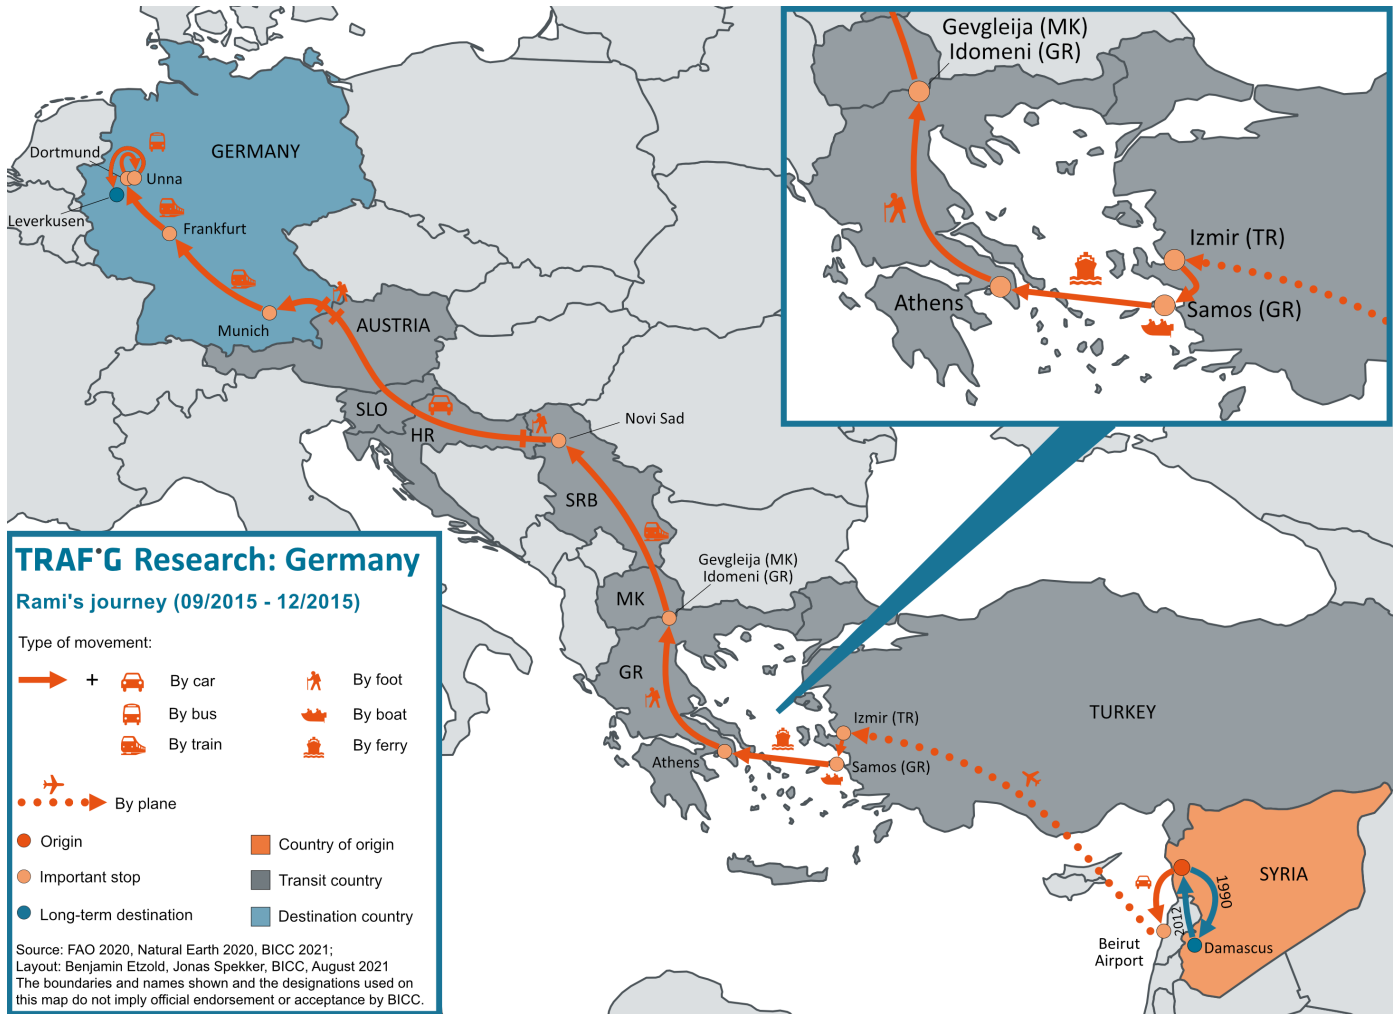 Gevgleija (MK)
Idomeni (GR)
Izmir (TR)
Athens
Samos (GR)
Dortmund
GERMANY
Unna
Leverkusen
Frankfurt
Munich
AUSTRIA
SLO
HR
Novi Sad
SRB
Gevgleija (MK)
Idomeni (GR)
MK
GR
TURKEY
Izmir (TR)
Athens
Samos (GR)
SYRIA
1990
2012
Beirut
Airport
Damascus
TRAFIG Research: Germany
Rami's journey (09/2015 - 12/2015)
Type of movement:
+ By car By foot
By bus By boat
By train By ferry
By plane
Origin Country of origin
Important stop Transit country
Long-term destination Destination country
Source: FAO 2020, Natural Earth 2020, BICC 2021;
Layout: Benjamin Etzold, Jonas Spekker, BICC, August 2021
The boundaries and names shown and the designations used on
this map do not imply official endorsement or acceptance by BICC.